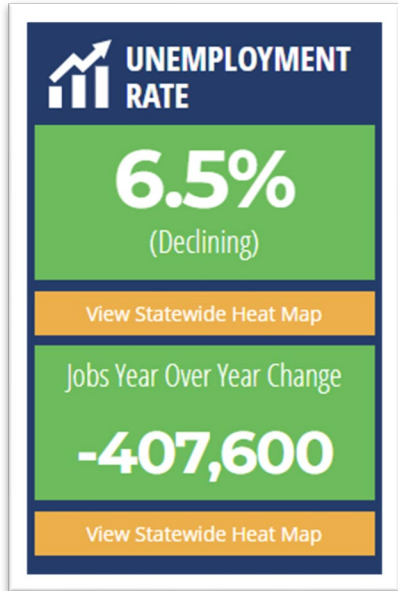 UNEMPLOYMENT
RATE
6.5%
(Declining)
View Statewide Heat Map
Jobs Year Over Year Change
-407,600
View Statewide Heat Map